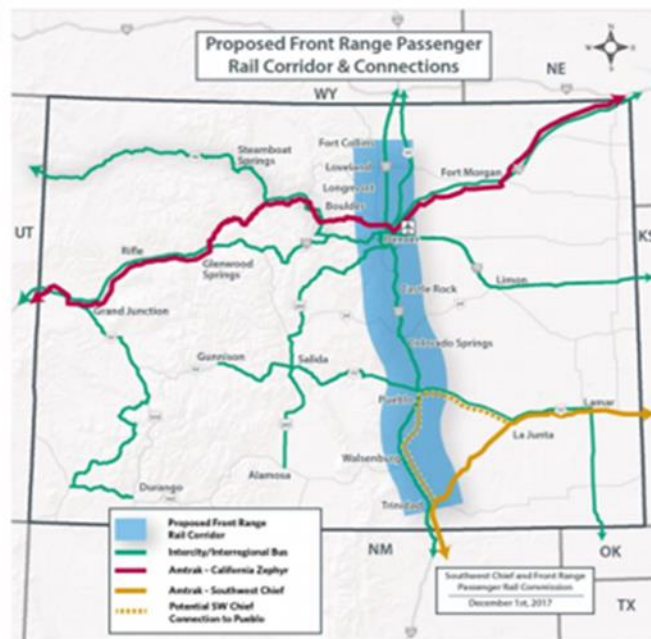 Proposed Front Range Passenger
Rail Corridor & Connections
NE
WY
Fort Collins
Steamboat
Springs
Loveland
Fort Morgan
Longmont
Boulder
UT
KS
Denver
Rifle
Glenwood
Springs
Limon
Castle Rock
Grand Junction
Colorado Springs
Gunnison
Salida
Pueblo
Lamar
La Junta
Walsenburg
Alamosa
Durango
Trinidad
Proposed Front Range
Rail Corridor
Intercity/Interregional Bus
Amtrak - California Zephyr
Amtrak - Southwest Chief
Potential SW Chief
Connection to Pueblo
NM
OK
Southwest Chief and Front Range
Passenger Rail Commission
December 1st, 2017
TX